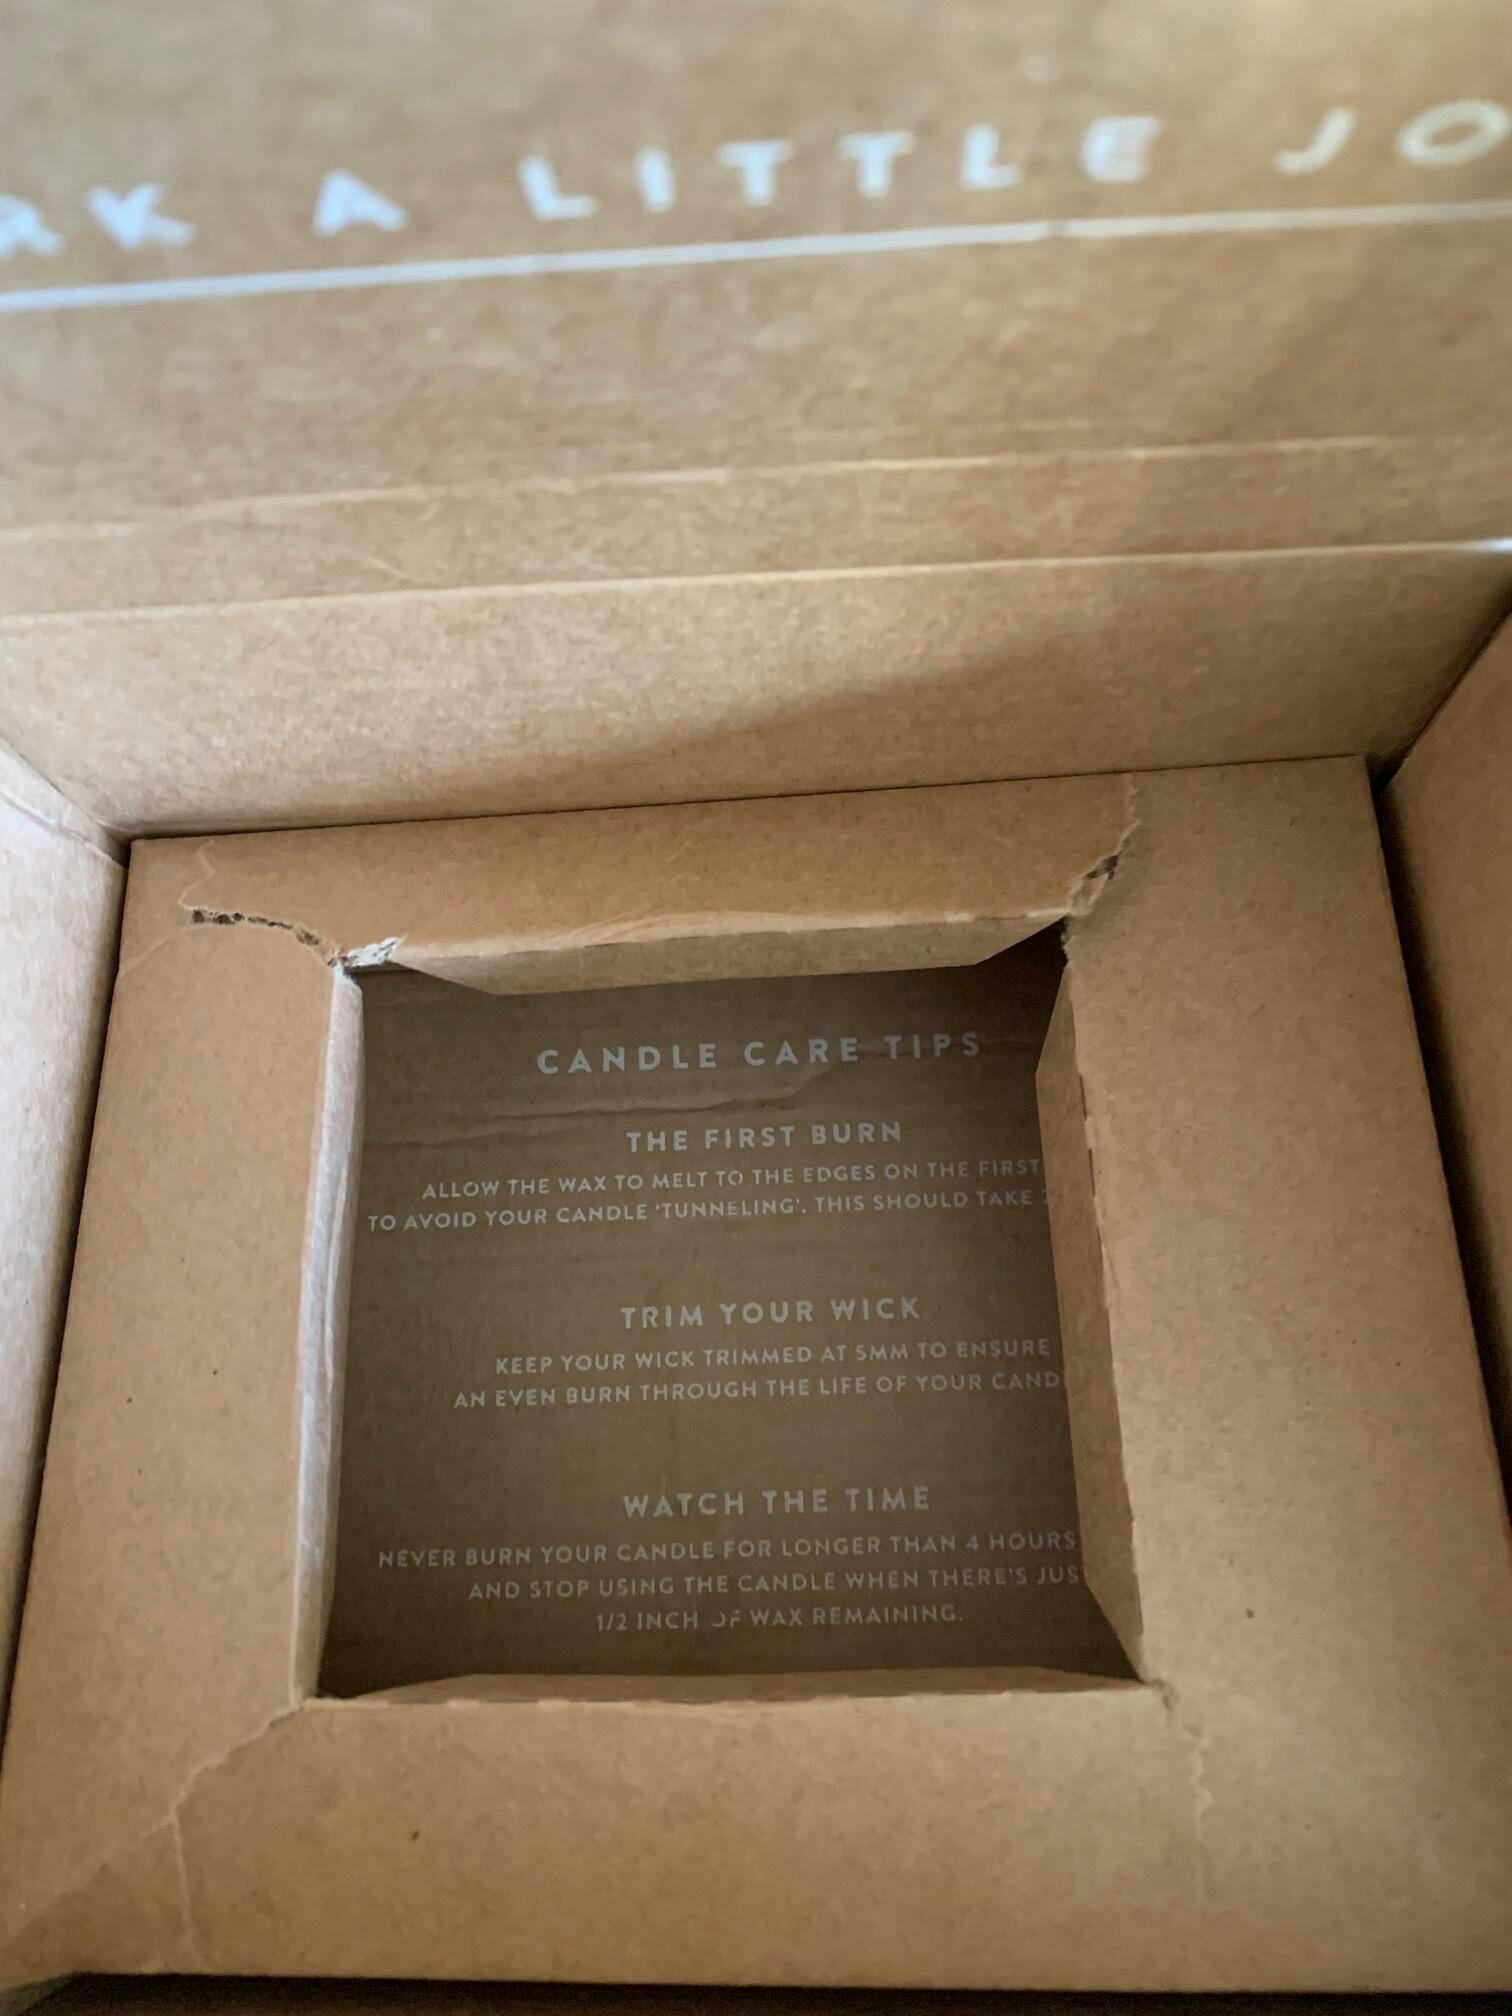 A LITTLE
CANDLE CARE TIPS
THE FIRST BURN
ALLOW THE WAX TO MELT TO THE EDGES ON THE FIRST
TO AVOID YOUR CANDLE 'TUNNELING'. THIS SHOULD TAKE
TRIM YOUR WICK
KEEP YOUR WICK TRIMMED AT 5MM TO ENSURE
AN EVEN BURN THROUGH THE LIFE OF YOUR CAND
WATCH THE TIME
NEVER BURN YOUR CANDLE FOR LONGER THAN 4 HOURS
AND STOP USING THE CANDLE WHEN THERE'S JUS
1/2 INCH OF WAX REMAINING.